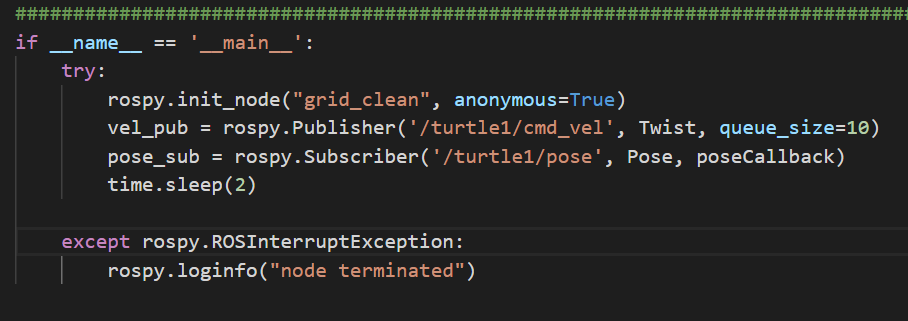 ################################################################################
if __name__ == '__main__':
    try:
        rospy.init_node("grid_clean", anonymous=True)
        vel_pub = rospy.Publisher('/turtle1/cmd_vel', Twist, queue_size=10)
        pose_sub = rospy.Subscriber('/turtle1/pose', Pose, poseCallback)
        time.sleep(2)
    except rospy.ROSInterruptException:
        rospy.loginfo("node terminated")